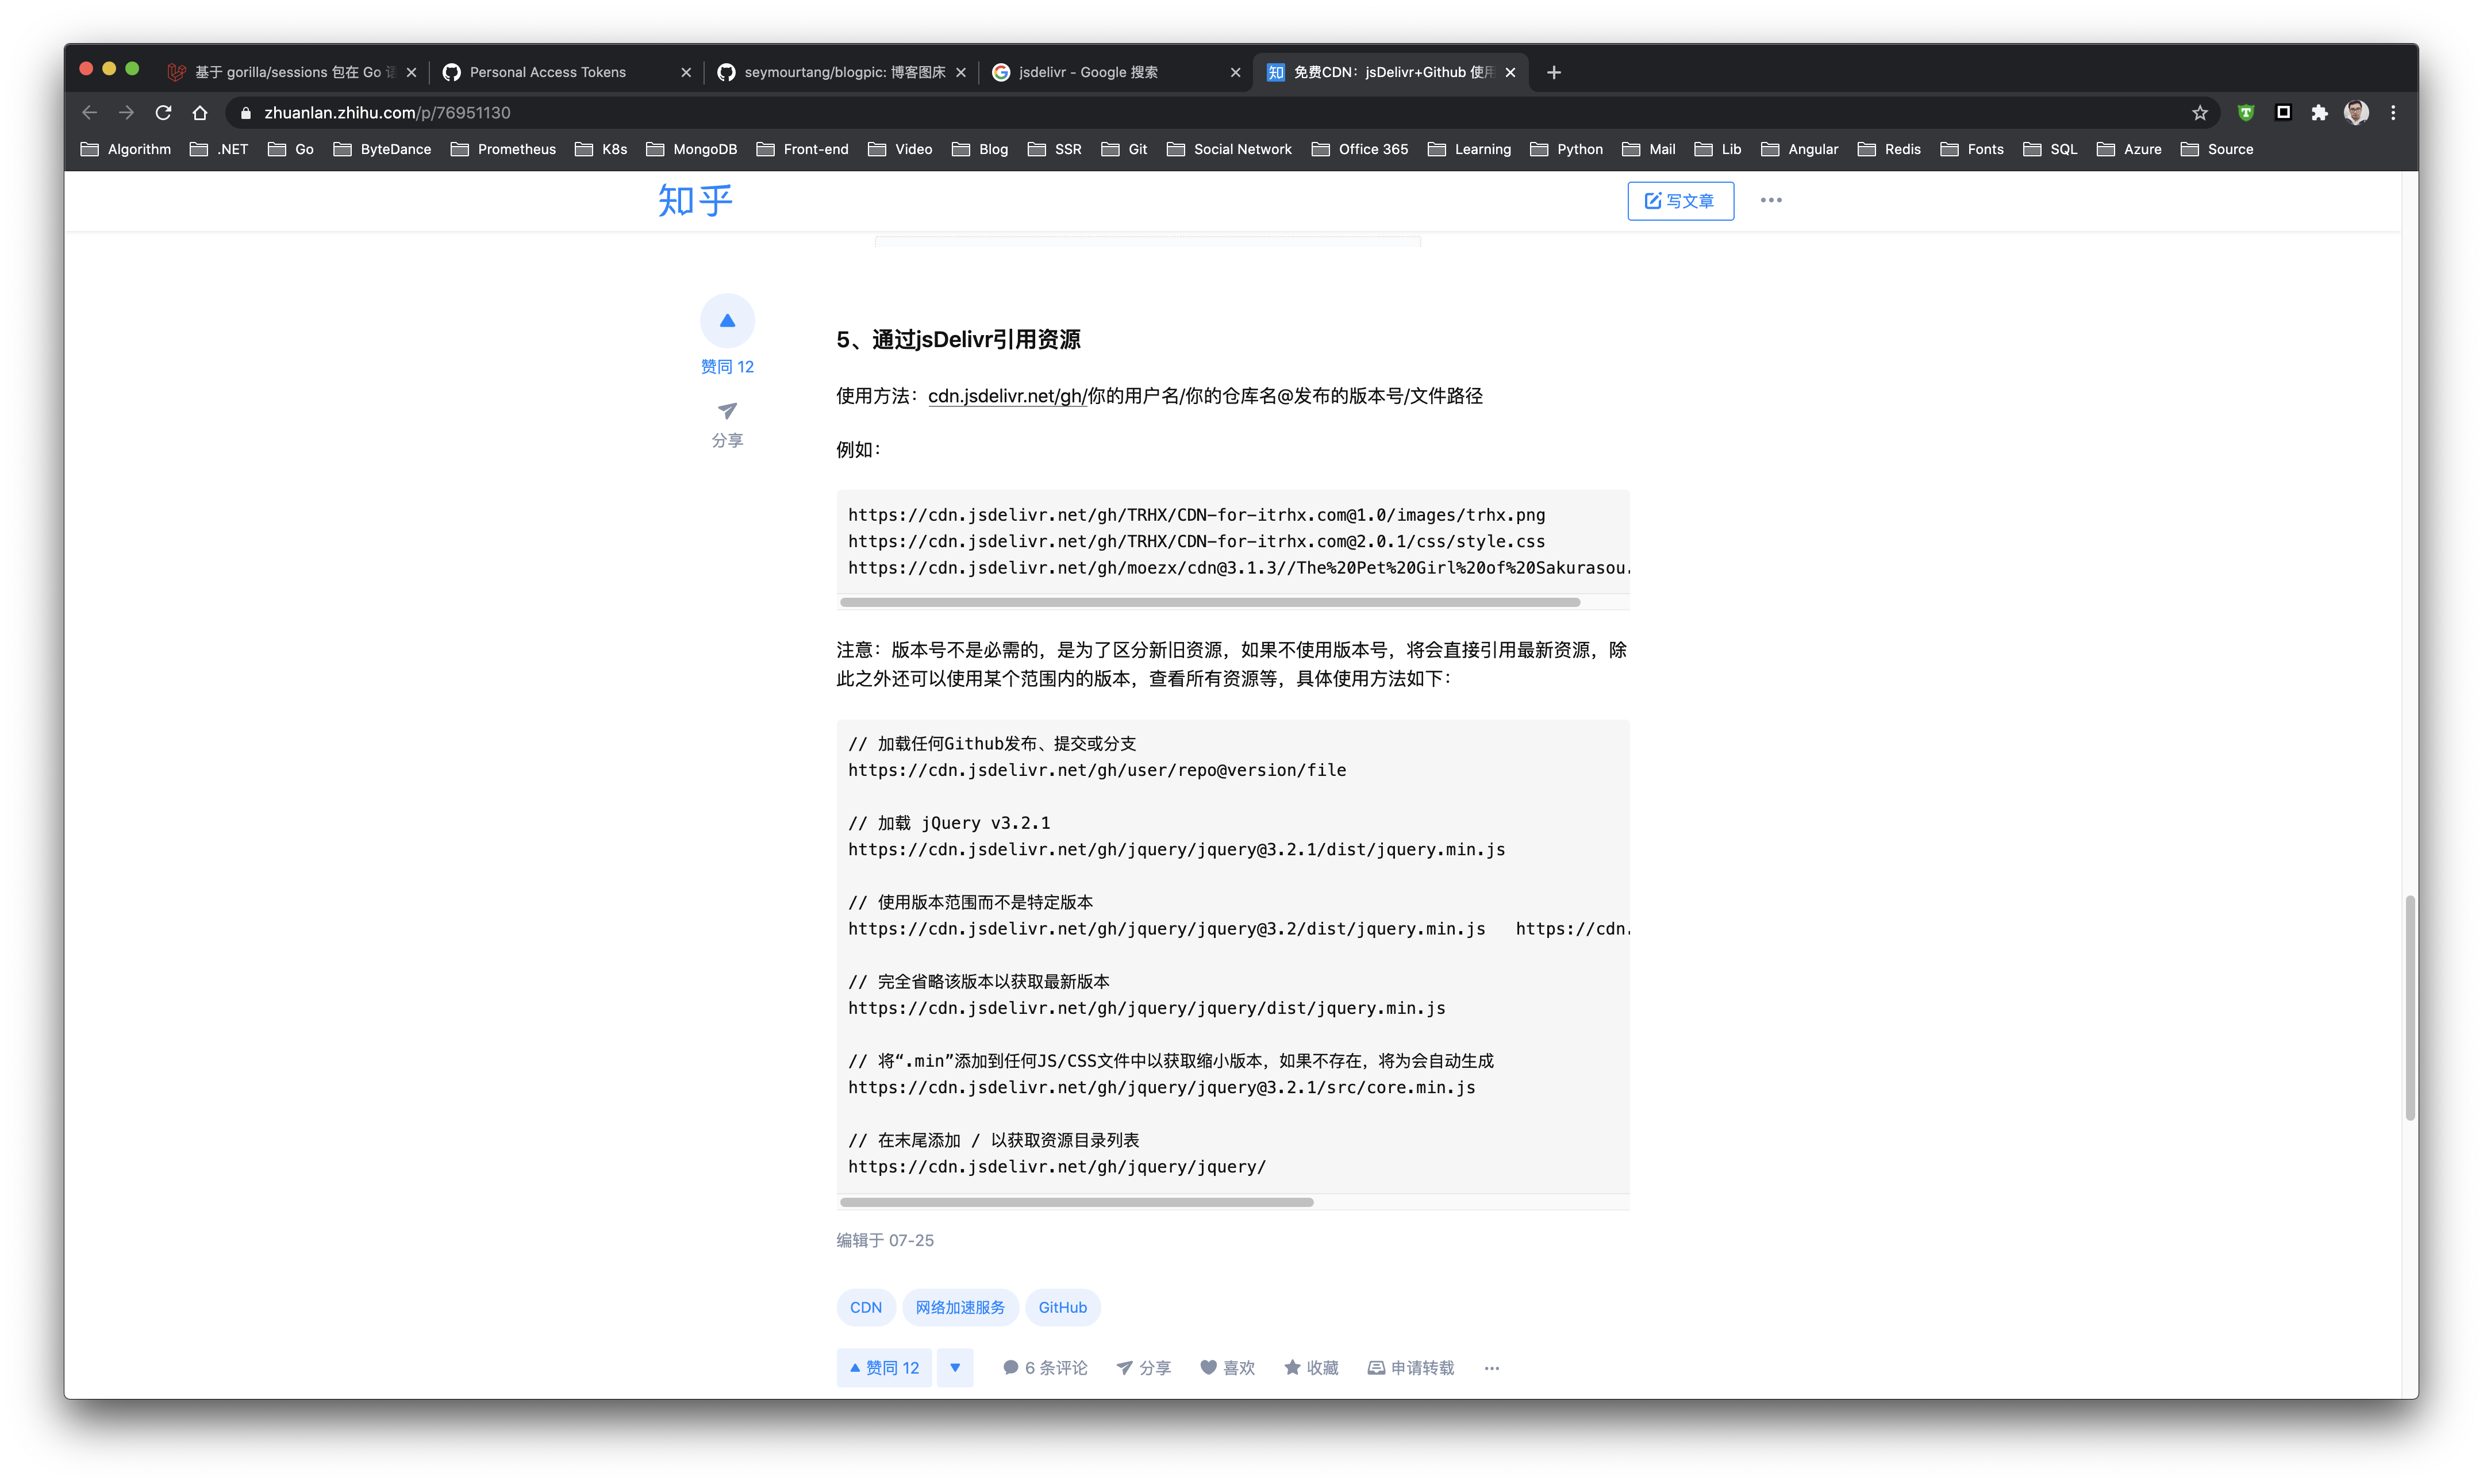 基于 gorilla/sessions 包在 Go 语
Personal Access Tokens
seymourtang/blogpic: 博客图床
jsdelivr - Google 搜索
知 免费CDN：jsDelivr+Github 使用
zhuanlan.zhihu.com/p/76951130
Algorithm .NET Go ByteDance Prometheus K8s MongoDB Front-end Video Blog SSR Git Social Network Office 365 Learning Python Mail Lib Angular Redis Fonts SQL Azure Source
知乎
写文章
赞同 12
分享
5、通过jsDelivr引用资源
使用方法：cdn.jsdelivr.net/gh/你的用户名/你的仓库名@发布的版本号/文件路径
例如：
https://cdn.jsdelivr.net/gh/TRHX/CDN-for-itrhx.com@1.0/images/trhx.png
https://cdn.jsdelivr.net/gh/TRHX/CDN-for-itrhx.com@2.0.1/css/style.css
https://cdn.jsdelivr.net/gh/moezx/cdn@3.1.3//The%20Pet%20Girl%20of%20Sakurasou.
注意：版本号不是必需的，是为了区分新旧资源，如果不使用版本号，将会直接引用最新资源，除
此之外还可以使用某个范围内的版本，查看所有资源等，具体使用方法如下：
// 加载任何Github发布、提交或分支
https://cdn.jsdelivr.net/gh/user/repo@version/file
// 加载 jQuery v3.2.1
https://cdn.jsdelivr.net/gh/jquery/jquery@3.2.1/dist/jquery.min.js
// 使用版本范围而不是特定版本
https://cdn.jsdelivr.net/gh/jquery/jquery@3.2/dist/jquery.min.js   https://cdn.
// 完全省略该版本以获取最新版本
https://cdn.jsdelivr.net/gh/jquery/jquery/dist/jquery.min.js
// 将“.min”添加到任何JS/CSS文件中以获取缩小版本，如果不存在，将为会自动生成
https://cdn.jsdelivr.net/gh/jquery/jquery@3.2.1/src/core.min.js
// 在末尾添加 / 以获取资源目录列表
https://cdn.jsdelivr.net/gh/jquery/jquery/
编辑于 07-25
CDN 网络加速服务 GitHub
赞同 12 6 条评论 分享 喜欢 收藏 申请转载